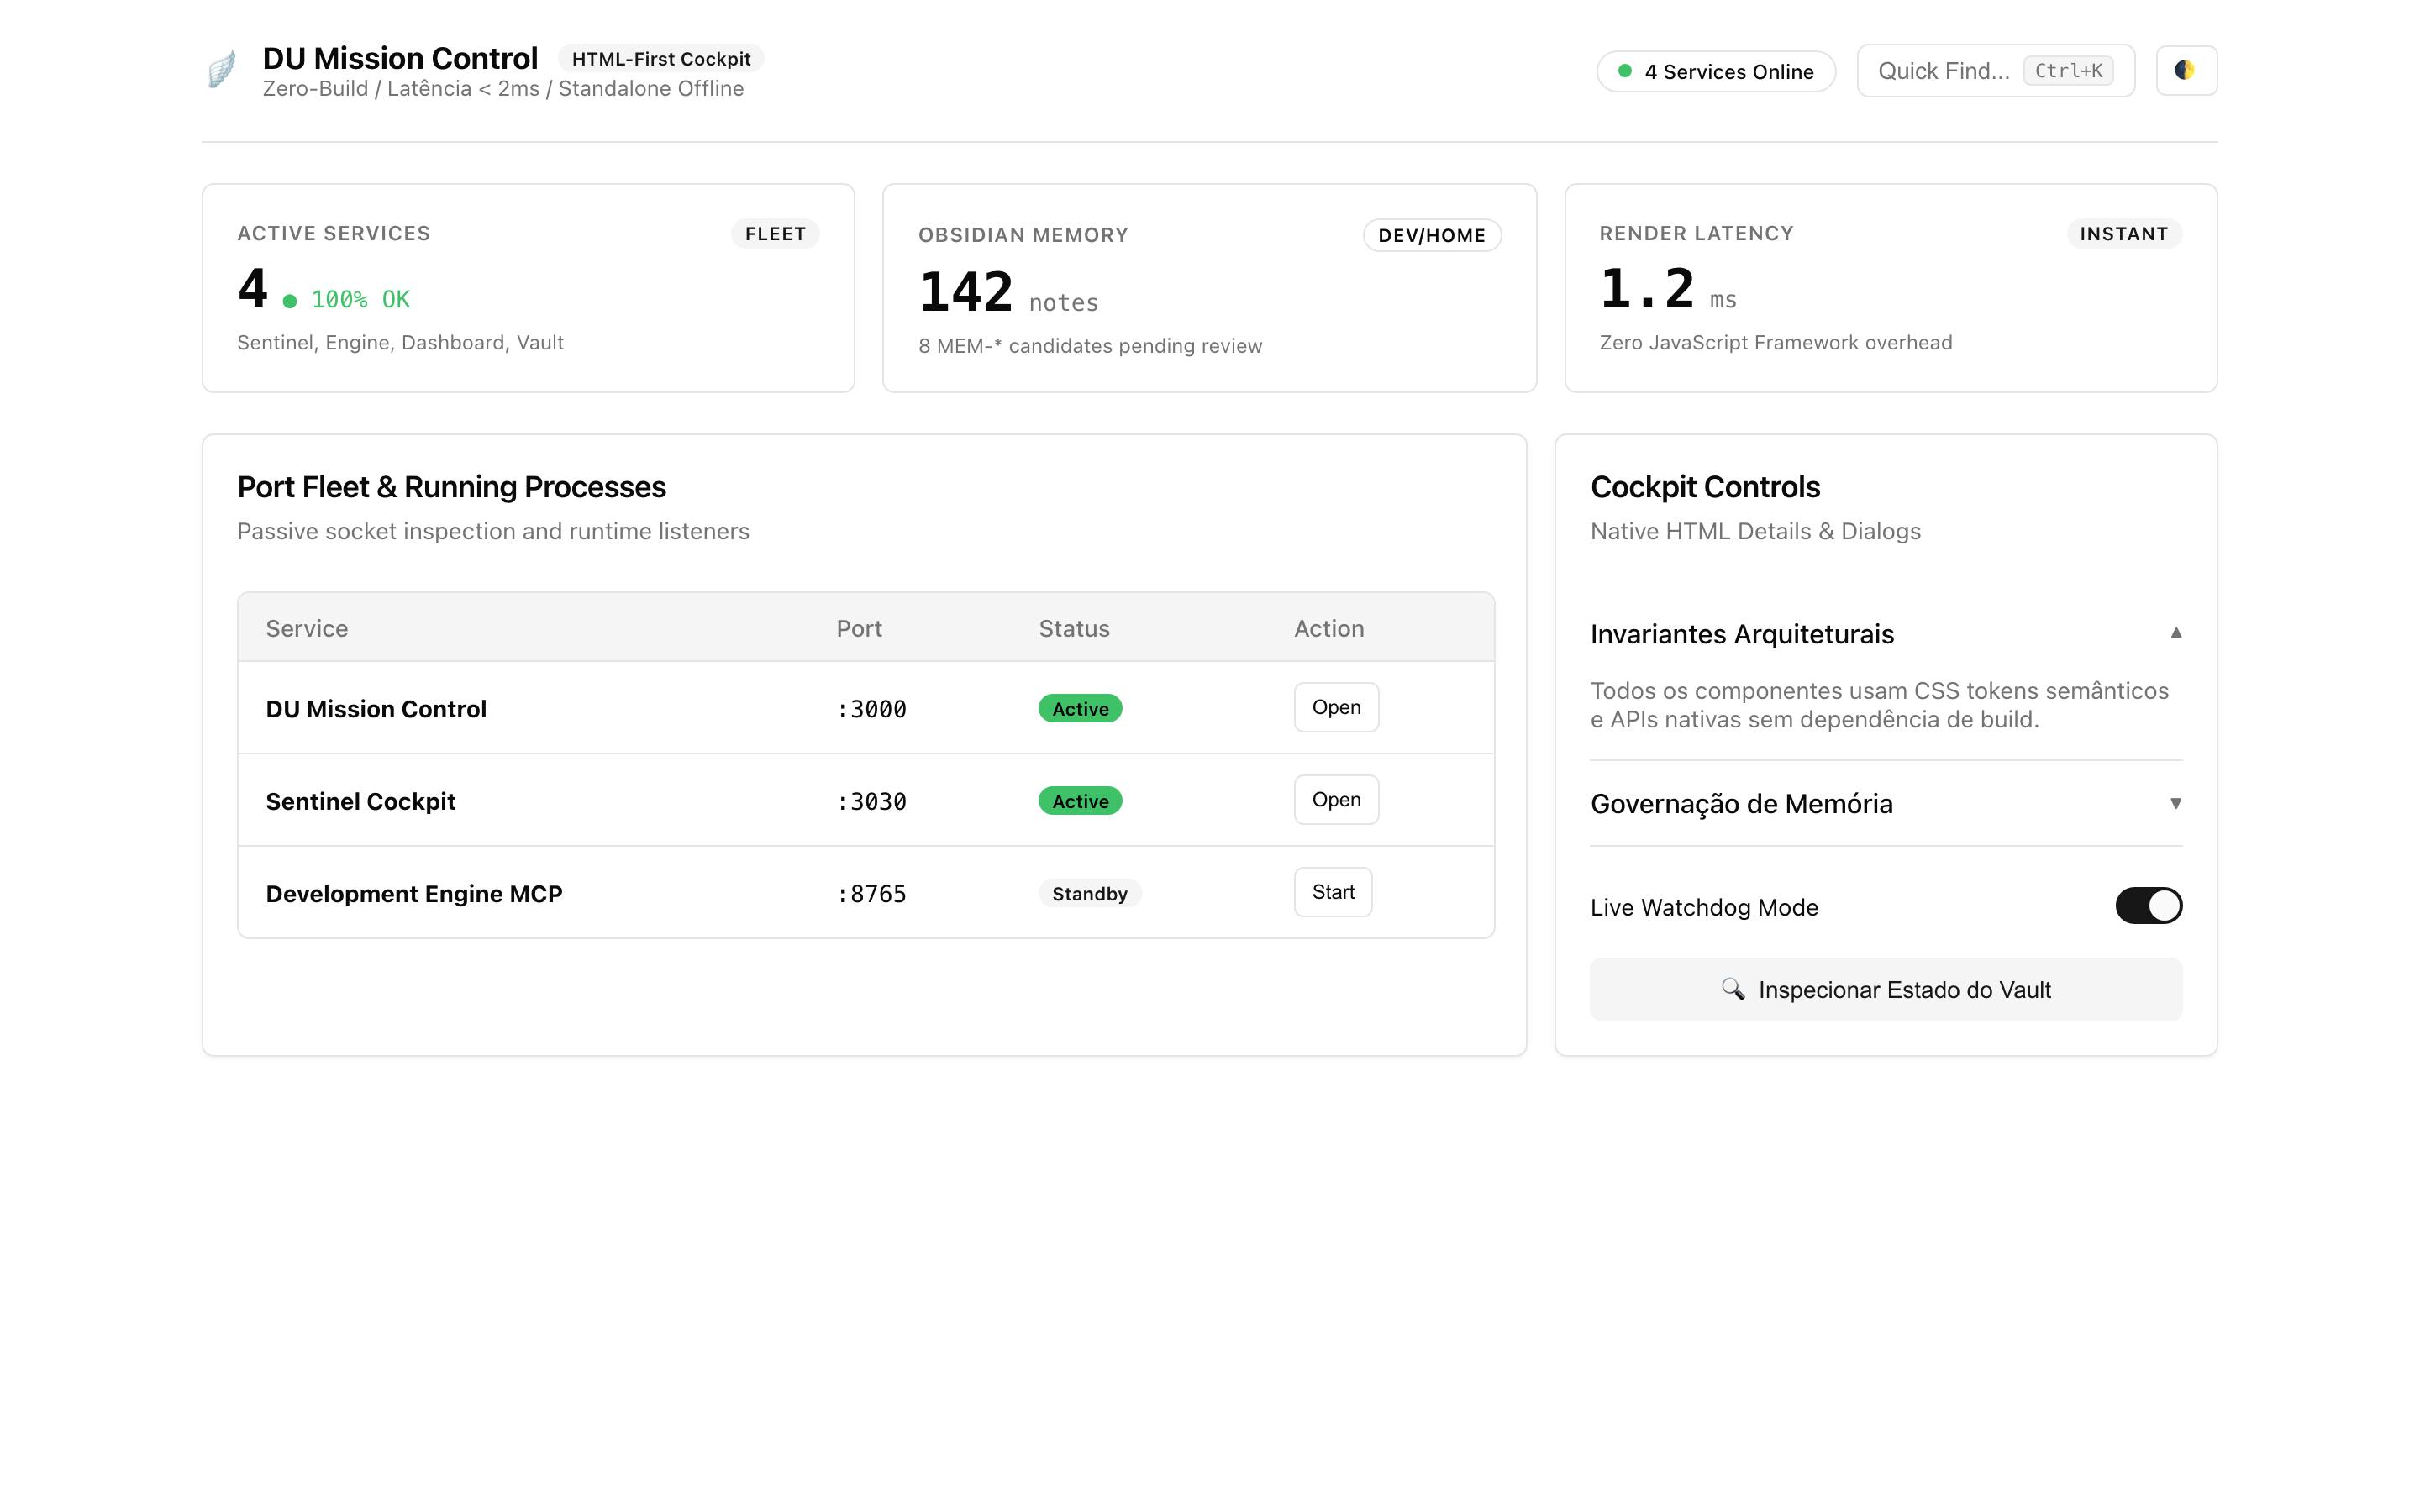 DU Mission Control HTML-First Cockpit
Zero-Build / Latência < 2ms / Standalone Offline
4 Services Online
Quick Find... Ctrl+K
ACTIVE SERVICES FLEET
4 100% OK
Sentinel, Engine, Dashboard, Vault
OBSIDIAN MEMORY DEV/HOME
142 notes
8 MEM-* candidates pending review
RENDER LATENCY INSTANT
1.2 ms
Zero JavaScript Framework overhead
Port Fleet & Running Processes
Passive socket inspection and runtime listeners
Service Port Status Action
DU Mission Control :3000 Active Open
Sentinel Cockpit :3030 Active Open
Development Engine MCP :8765 Standby Start
Cockpit Controls
Native HTML Details & Dialogs
Invariantes Arquiteturais ▲
Todos os componentes usam CSS tokens semânticos
e APIs nativas sem dependência de build.
Governação de Memória ▼
Live Watchdog Mode
🔍 Inspecionar Estado do Vault